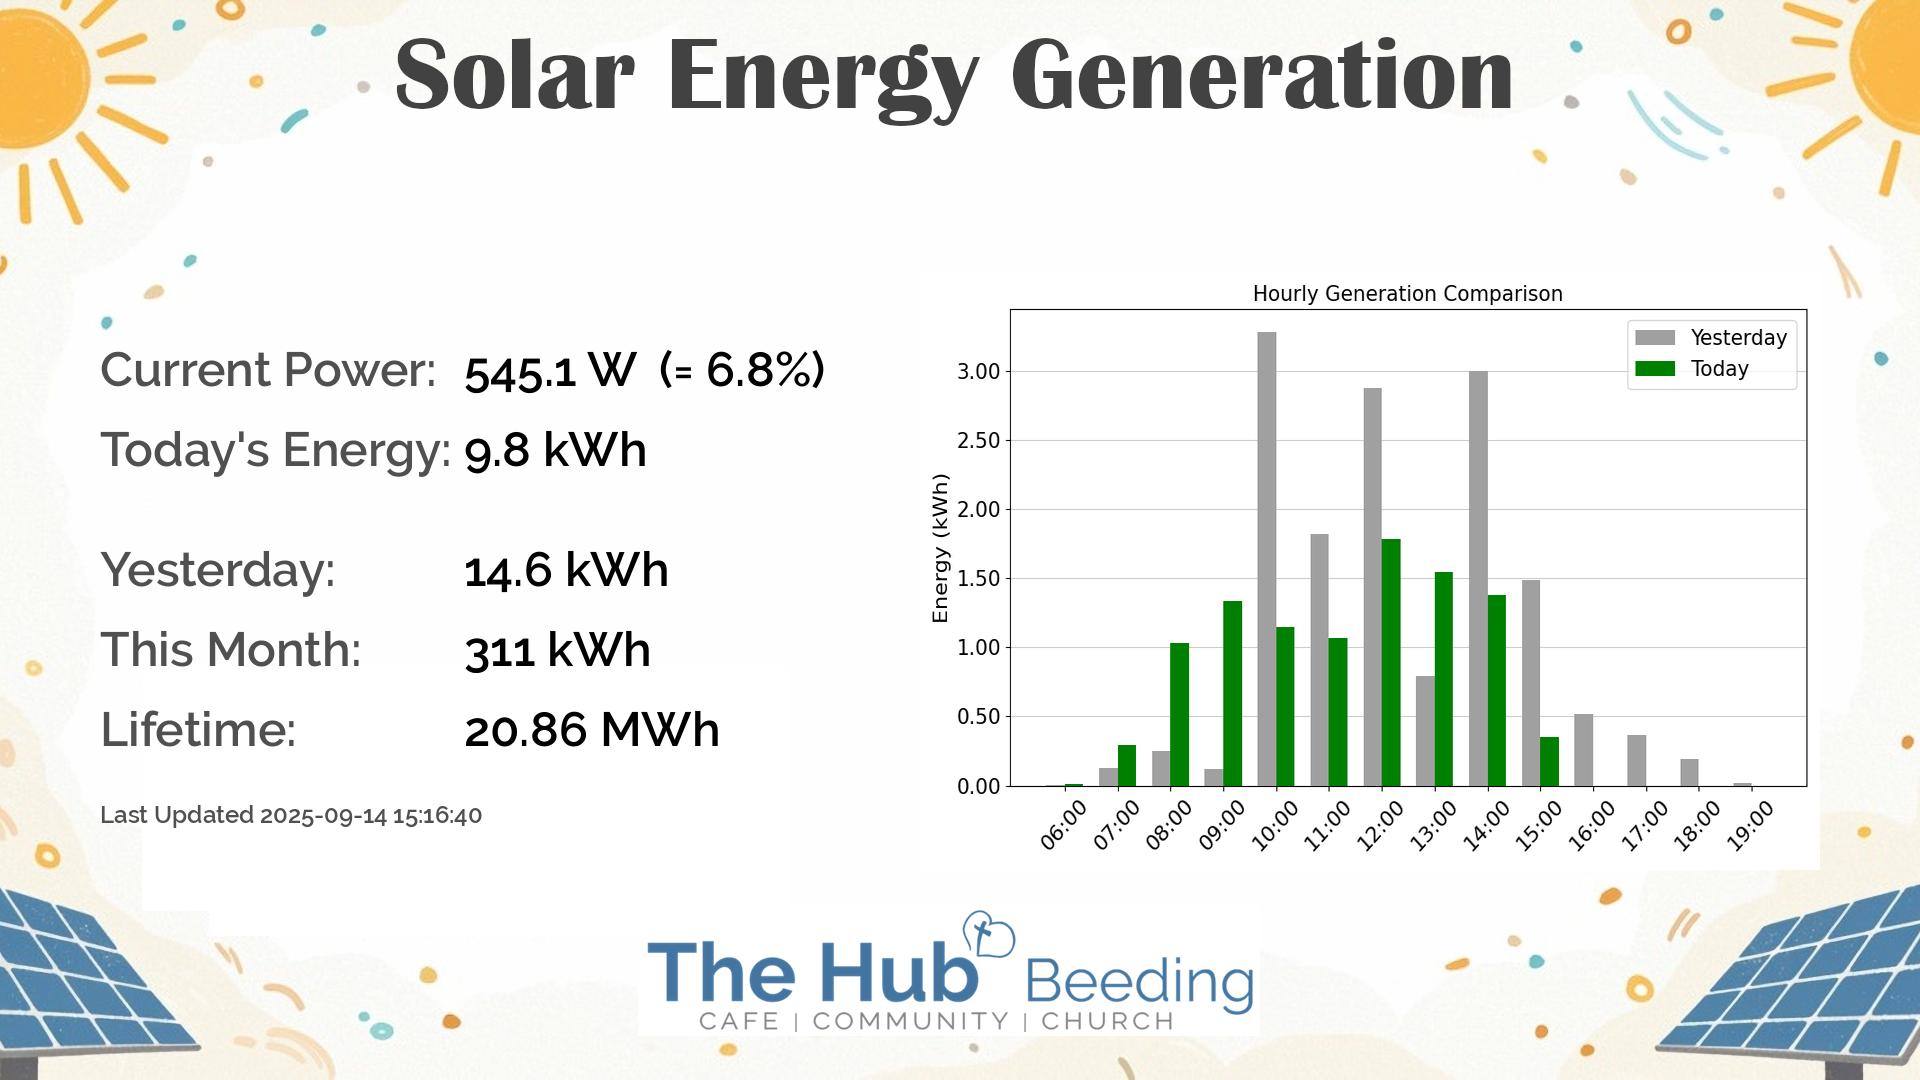 Solar Energy Generation
Current Power: 545.1 W (= 6.8%)
Today's Energy: 9.8 kWh
Yesterday: 14.6 kWh
This Month: 311 kWh
Lifetime: 20.86 MWh
Last Updated 2025-09-14 15:16:40
Hourly Generation Comparison
Yesterday
Today
Energy (kWh)
3.00
2.50
2.00
1.50
1.00
0.50
0.00
06:00 07:00 08:00 09:00 10:00 11:00 12:00 13:00 14:00 15:00 16:00 17:00 18:00 19:00
The Hub Beeding
CAFE | COMMUNITY | CHURCH